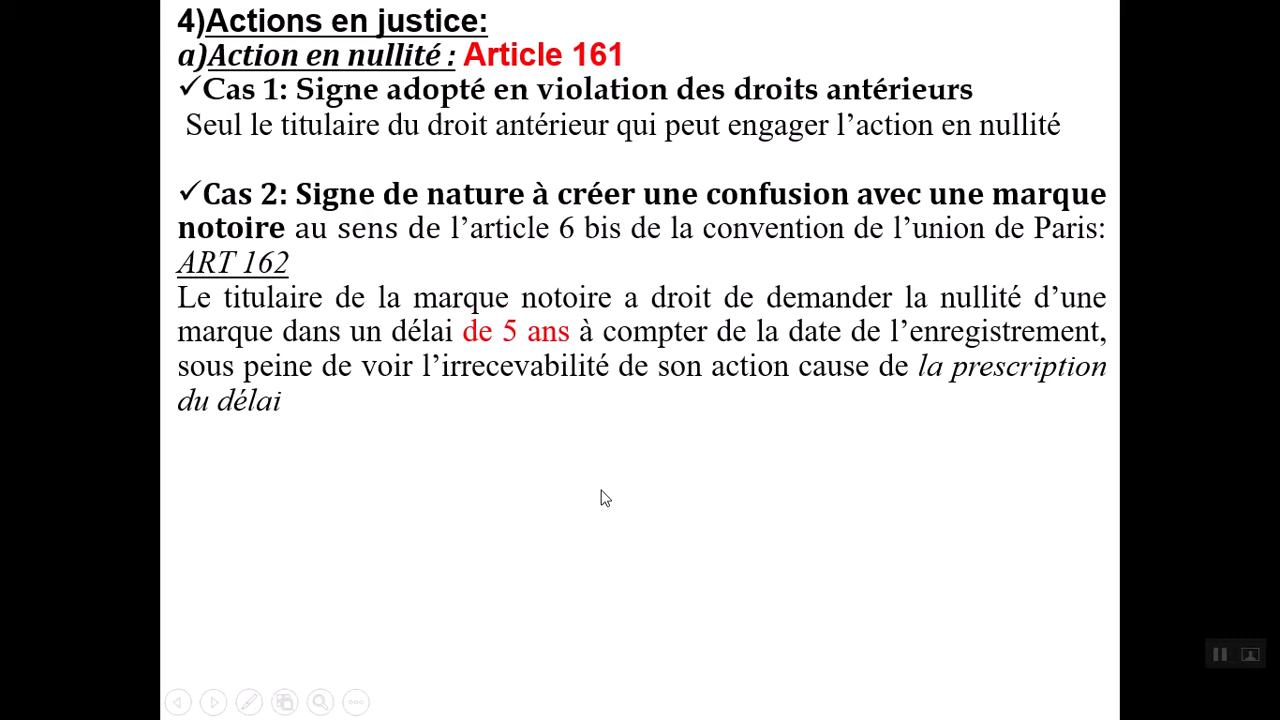 4)Actions en justice:
a)Action en nullité : Article 161
✓Cas 1: Signe adopté en violation des droits antérieurs
Seul le titulaire du droit antérieur qui peut engager l’action en nullité
✓Cas 2: Signe de nature à créer une confusion avec une marque
notoire au sens de l’article 6 bis de la convention de l’union de Paris:
ART 162
Le titulaire de la marque notoire a droit de demander la nullité d’une
marque dans un délai de 5 ans à compter de la date de l’enregistrement,
sous peine de voir l’irrecevabilité de son action cause de la prescription
du délai